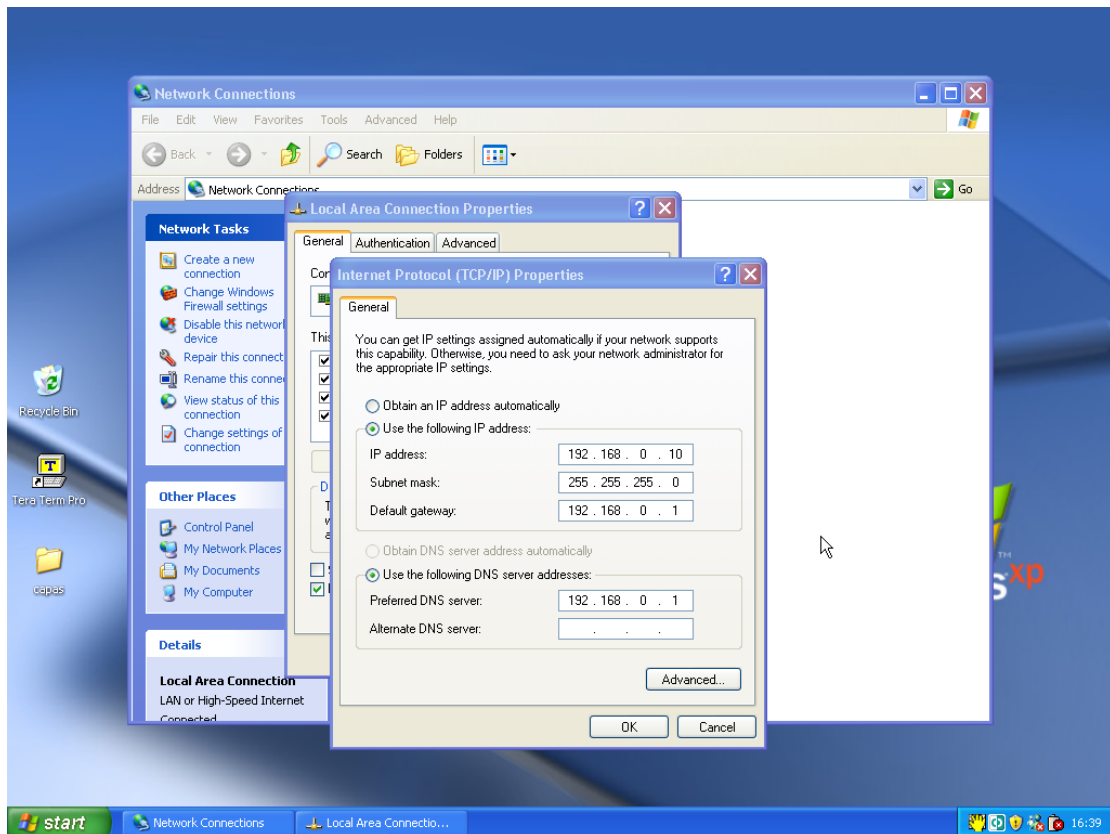 Network Connections
File Edit View Favorites Tools Advanced Help
Back Search Folders
Address Network Connections Go
Local Area Connection Properties
Network Tasks
General Authentication Advanced
Create a new
connection
Change Windows
Firewall settings
Disable this networ
device
Repair this connect
Rename this conne
View status of this
connection
Change settings of
connection
Other Places
Control Panel
My Network Places
My Documents
My Computer
Details
Local Area Connection
LAN or High-Speed Internet
Connected
Con
This
Internet Protocol (TCP/IP) Properties
General
You can get IP settings assigned automatically if your network supports
this capability. Otherwise, you need to ask your network administrator for
the appropriate IP settings.
Obtain an IP address automatically
Use the following IP address:
IP address: 192 . 168 . 0 . 10
Subnet mask: 255 . 255 . 255 . 0
Default gateway: 192 . 168 . 0 . 1
Obtain DNS server address automatically
Use the following DNS server addresses:
Preferred DNS server: 192 . 168 . 0 . 1
Alternate DNS server: . . .
Advanced...
OK Cancel
Recycle Bin
Tera Term Pro
capas
TM
s xp
start Network Connections Local Area Connectio... 16:39